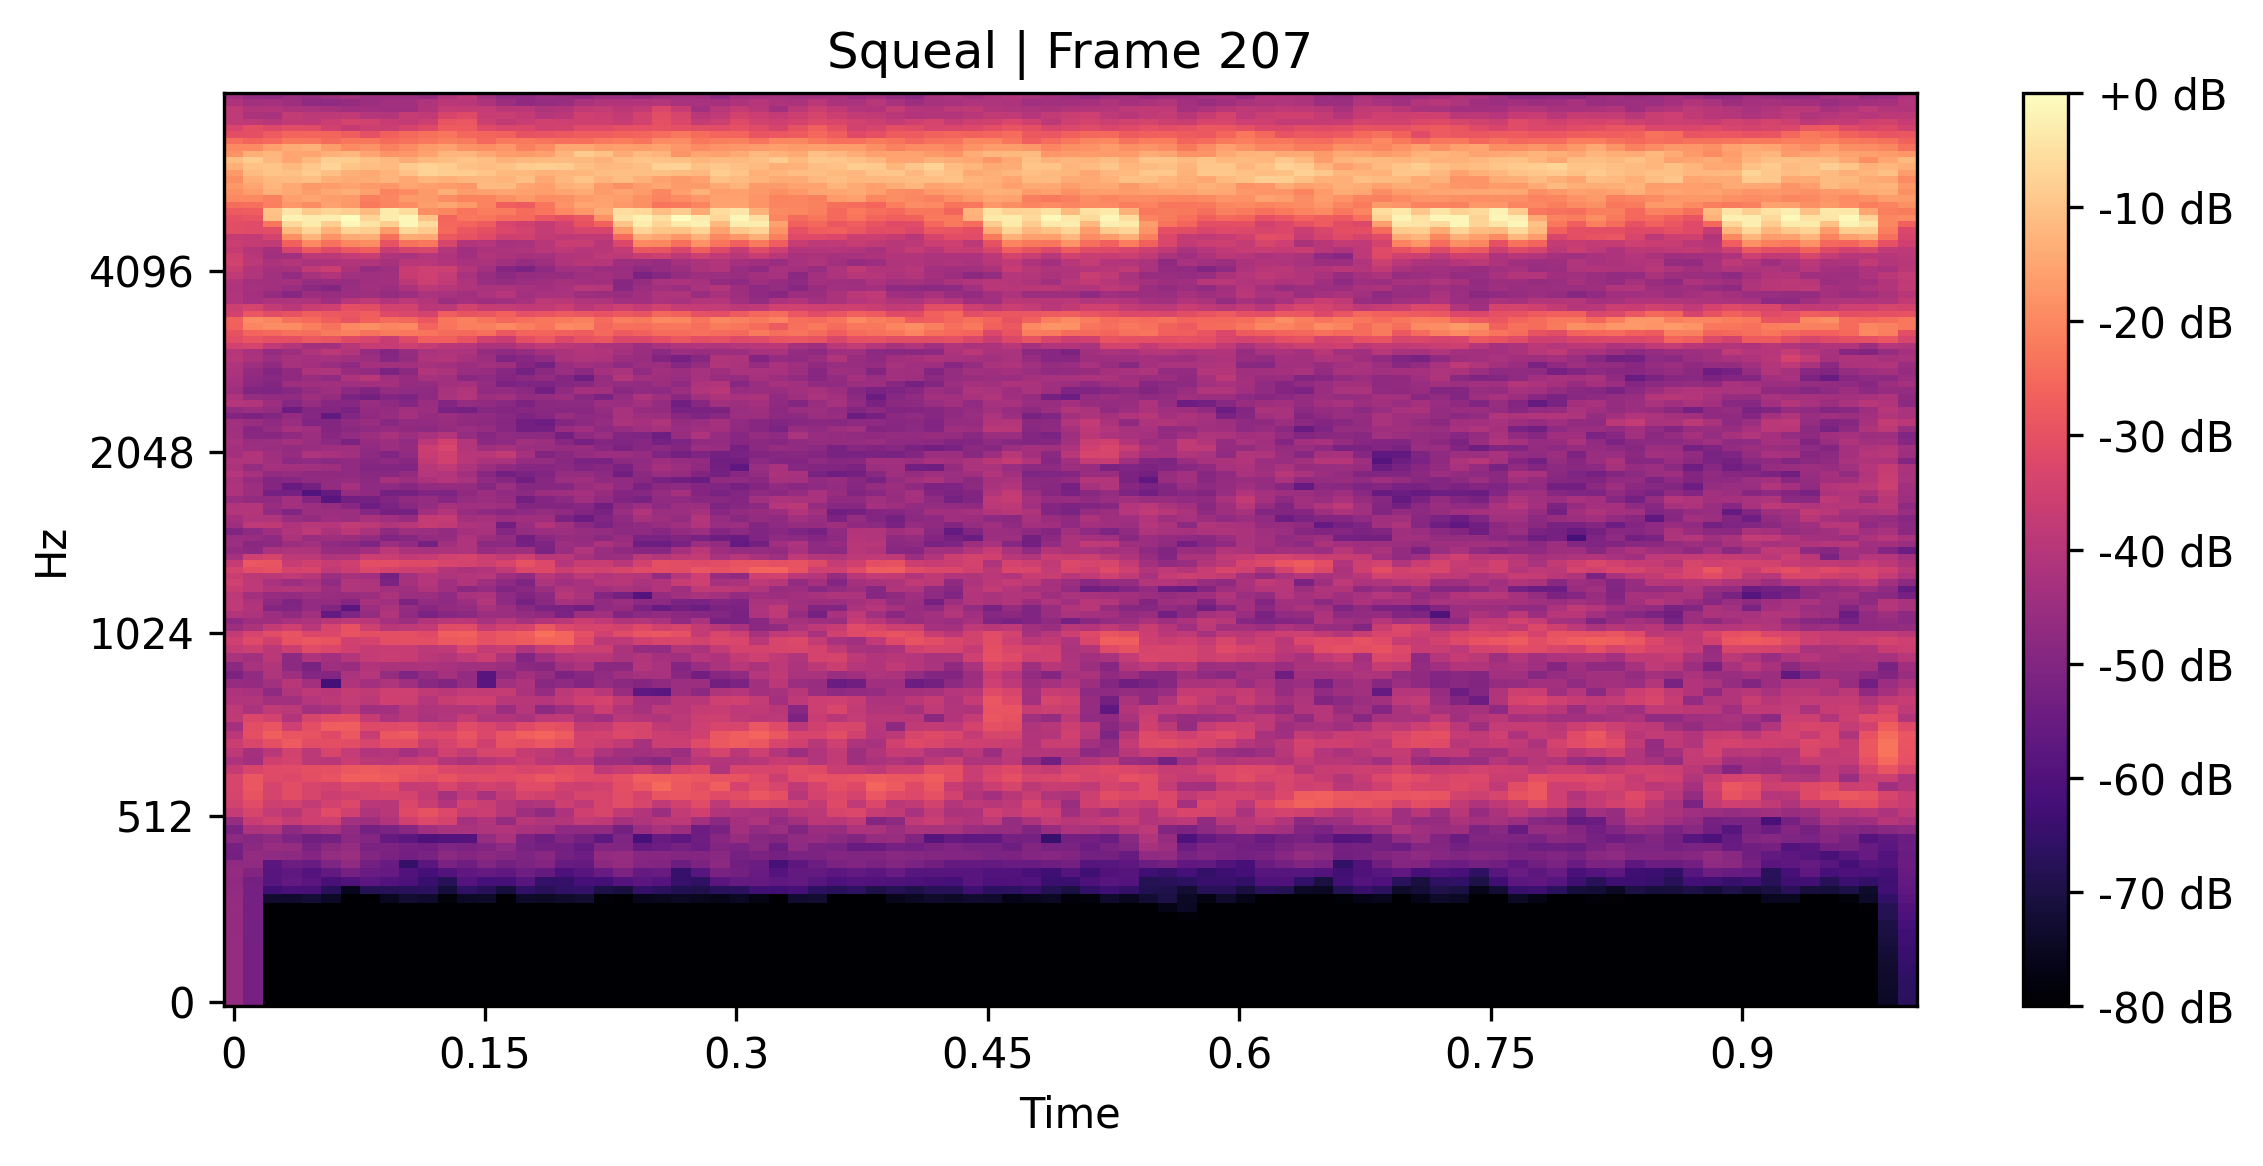 Squeal | Frame 207
Hz
4096
2048
1024
512
0
0 0.15 0.3 0.45 0.6 0.75 0.9
Time
+0 dB
-10 dB
-20 dB
-30 dB
-40 dB
-50 dB
-60 dB
-70 dB
-80 dB